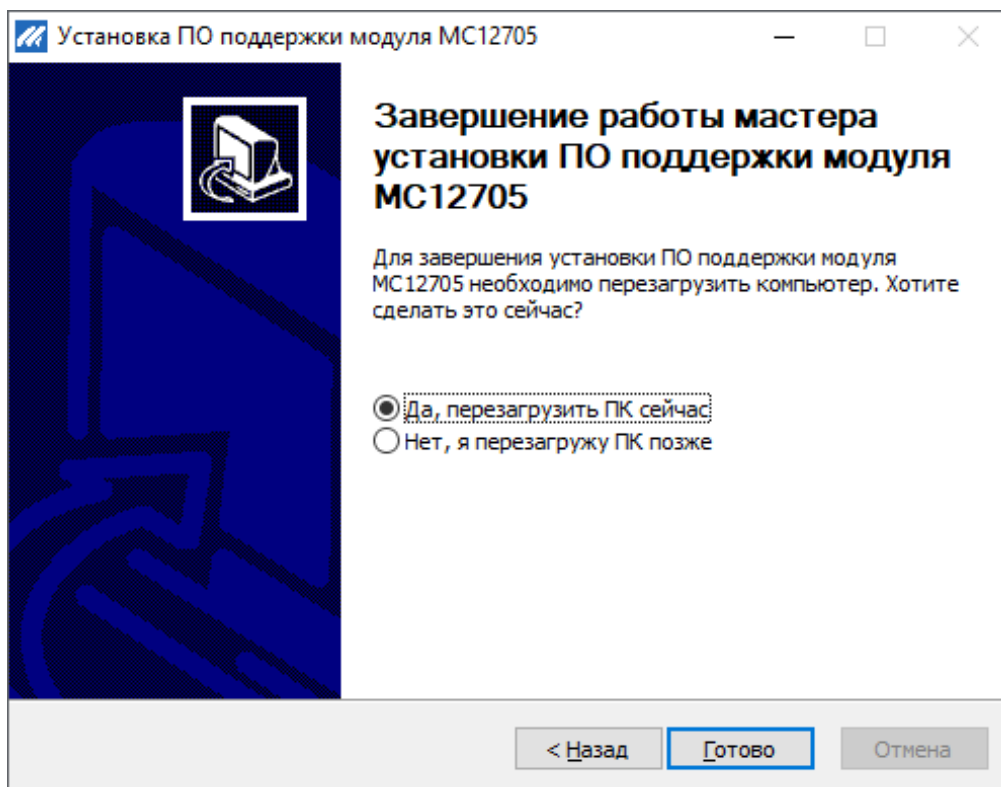 Установка ПО поддержки модуля МС12705
Завершение работы мастера
установки ПО поддержки модуля
МС12705
Для завершения установки ПО поддержки модуля
МС12705 необходимо перезагрузить компьютер. Хотите
сделать это сейчас?
Да, перезагрузить ПК сейчас
Нет, я перезагружу ПК позже
< Назад
Готово
Отмена